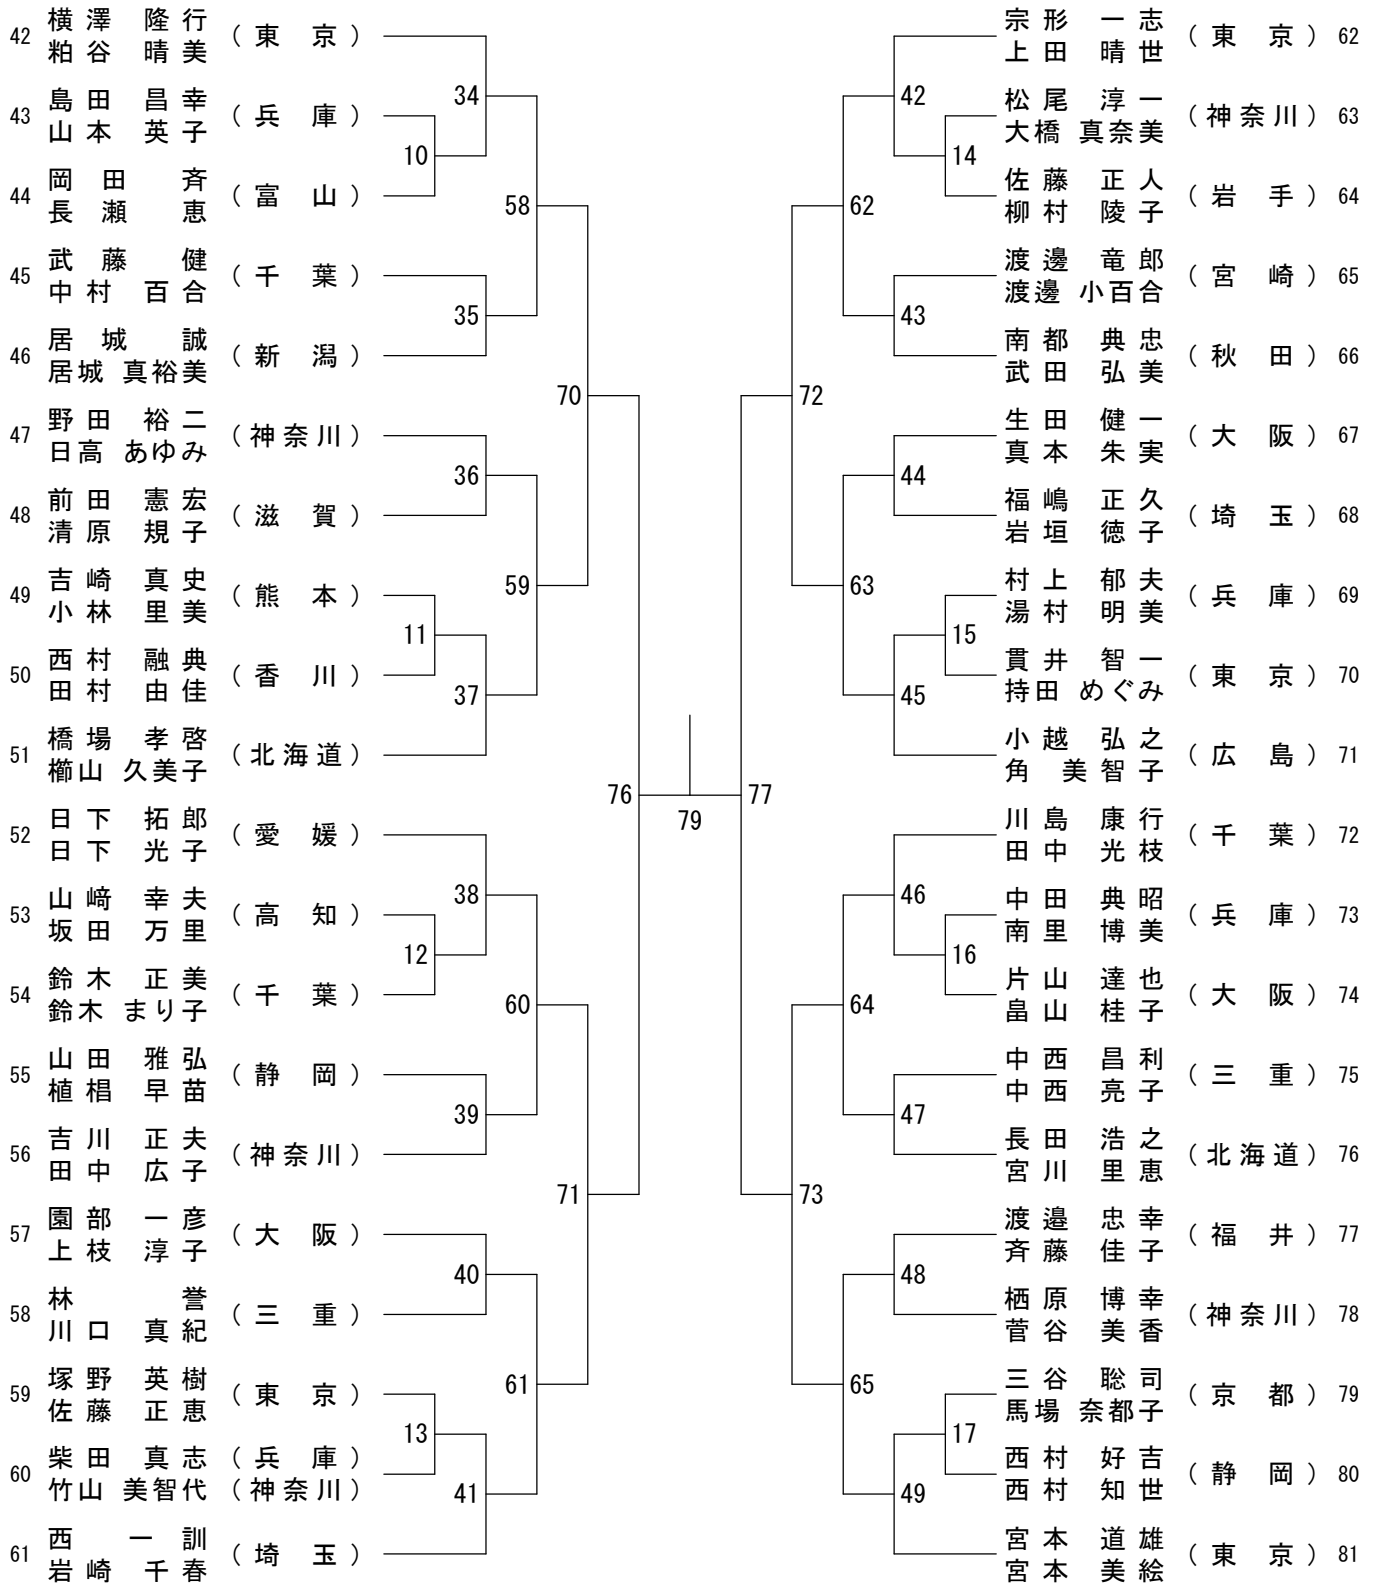 42 横澤 隆行 (東京)
粕谷 晴美
43 島田 昌幸 (兵庫)
山本 英子
44 岡田 斉 (富山)
長瀬 恵
45 武藤 健 (千葉)
中村 百合
46 居城 誠 (新潟)
居城 真裕美
47 野田 裕二 (神奈川)
日高 あゆみ
48 前田 憲宏 (滋賀)
清原 規子
49 吉崎 真史 (熊本)
小林 里美
50 西村 融典 (香川)
田村 由佳
51 橋場 孝啓 (北海道)
櫛山 久美子
52 日下 拓郎 (愛媛)
日下 光子
53 山﨑 幸夫 (高知)
坂田 万里
54 鈴木 正美 (千葉)
鈴木 まり子
55 山田 雅弘 (静岡)
植椙 早苗
56 吉川 正夫 (神奈川)
田中 広子
57 園部 一彦 (大阪)
上枝 淳子
58 林 誉 (三重)
川口 真紀
59 塚野 英樹 (東京)
佐藤 正恵
60 柴田 真志 (兵庫)
竹山 美智代 (神奈川)
61 西 一訓 (埼玉)
岩崎 千春
34
10
58
35
70
36
59
11
37
76
38
12
60
39
71
40
61
13
41
79
77
42
14
62
43
72
44
63
15
45
46
16
64
47
73
48
65
17
49
宗形 一志 (東京) 62
上田 晴世
松尾 淳一 (神奈川) 63
大橋 真奈美
佐藤 正人 (岩手) 64
柳村 陵子
渡邊 竜郎 (宮崎) 65
渡邊 小百合
南都 典忠 (秋田) 66
武田 弘美
生田 健一 (大阪) 67
真本 朱実
福嶋 正久 (埼玉) 68
岩垣 徳子
村上 郁夫 (兵庫) 69
湯村 明美
貫井 智一 (東京) 70
持田 めぐみ
小越 弘之 (広島) 71
角 美智子
川島 康行 (千葉) 72
田中 光枝
中田 典昭 (兵庫) 73
南里 博美
片山 達也 (大阪) 74
畠山 桂子
中西 昌利 (三重) 75
中西 亮子
長田 浩之 (北海道) 76
宮川 里恵
渡邉 忠幸 (福井) 77
斉藤 佳子
栖原 博幸 (神奈川) 78
菅谷 美香
三谷 聡司 (京都) 79
馬場 奈都子
西村 好吉 (静岡) 80
西村 知世
宮本 道雄 (東京) 81
宮本 美絵